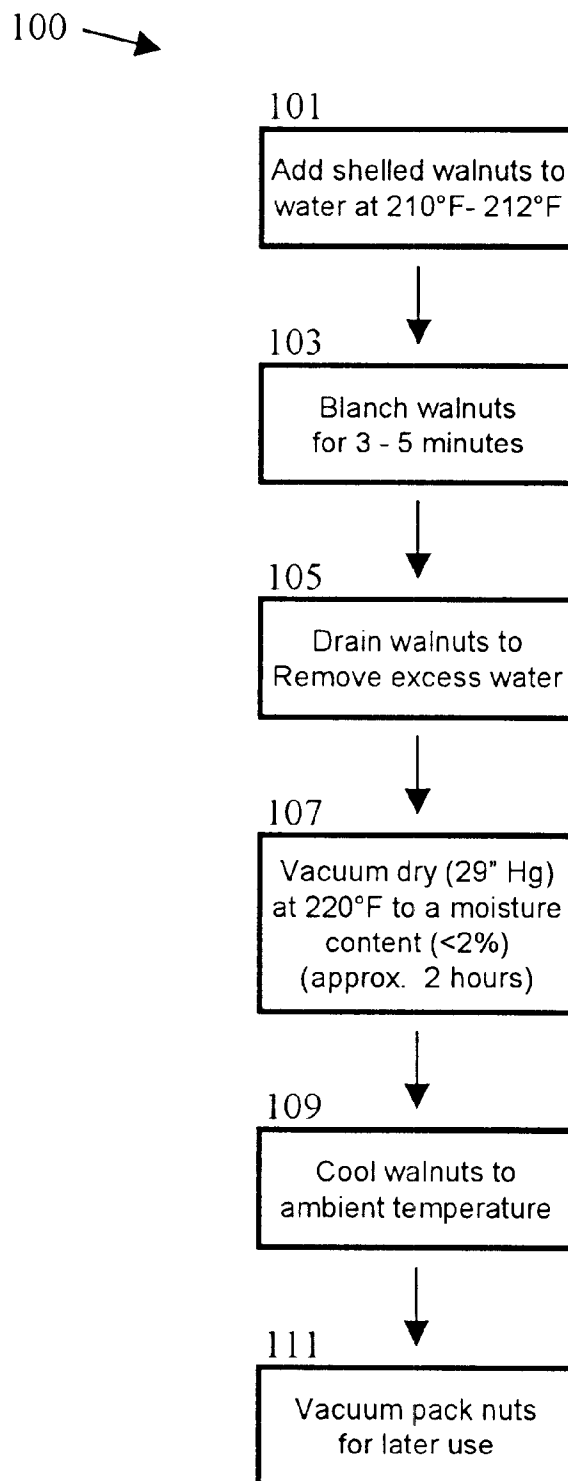 100
101
Add shelled walnuts to
water at 210°F- 212°F
103
Blanch walnuts
for 3 - 5 minutes
105
Drain walnuts to
Remove excess water
107
Vacuum dry (29" Hg)
at 220°F to a moisture
content (<2%)
(approx. 2 hours)
109
Cool walnuts to
ambient temperature
111
Vacuum pack nuts
for later use